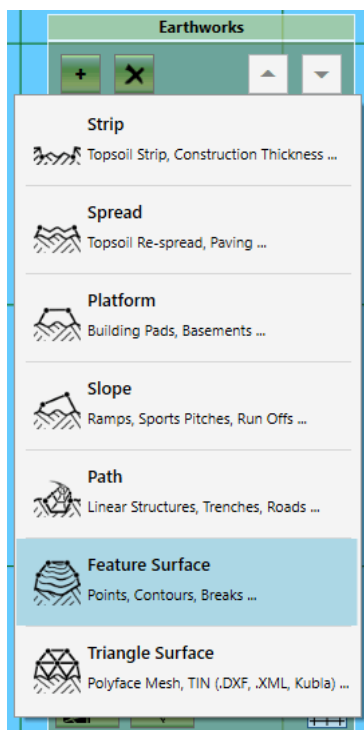 Earthworks
Strip
Topsoil Strip, Construction Thickness ...
Spread
Topsoil Re-spread, Paving ...
Platform
Building Pads, Basements ...
Slope
Ramps, Sports Pitches, Run Offs ...
Path
Linear Structures, Trenches, Roads ...
Feature Surface
Points, Contours, Breaks ...
Triangle Surface
Polyface Mesh, TIN (.DXF, .XML, Kubla) ...